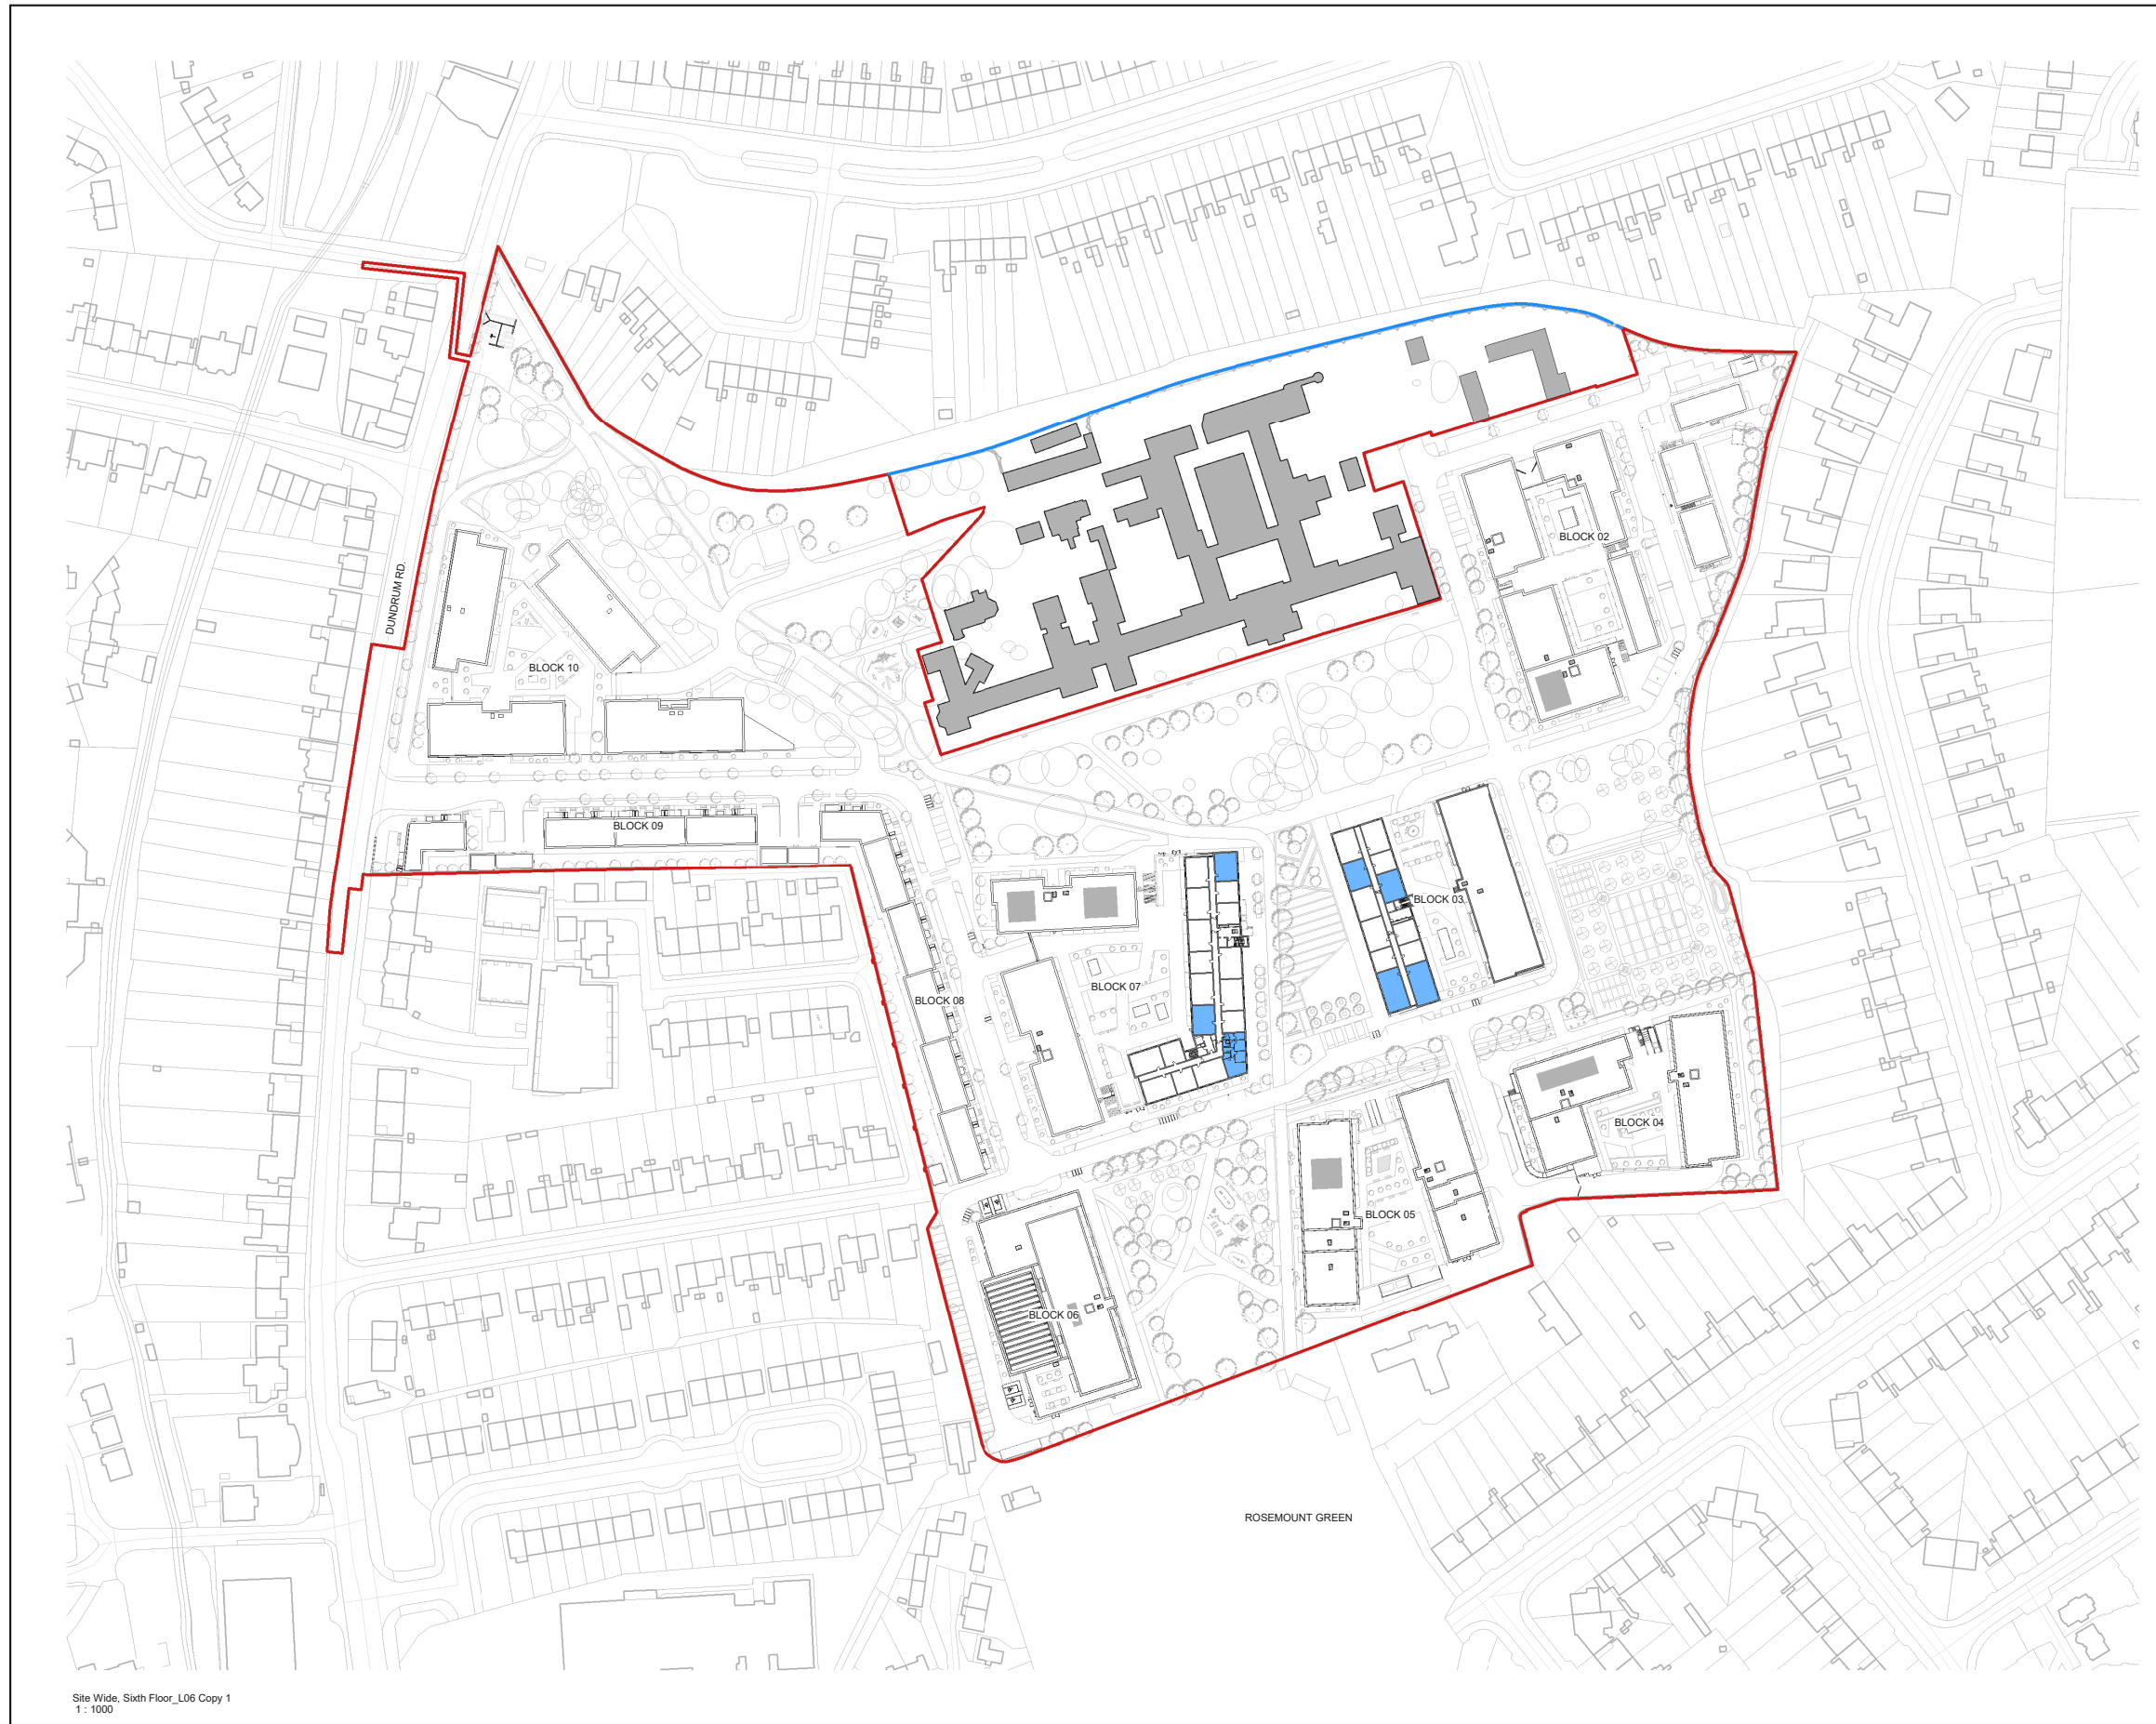 BLOCK 02
DUNDRUM RD.
BLOCK 10
BLOCK 09
BLOCK 03
BLOCK 07
BLOCK 08
BLOCK 04
BLOCK 05
BLOCK 06
ROSEMOUNT GREEN
Site Wide, Sixth Floor_L06 Copy 1
1 : 1000